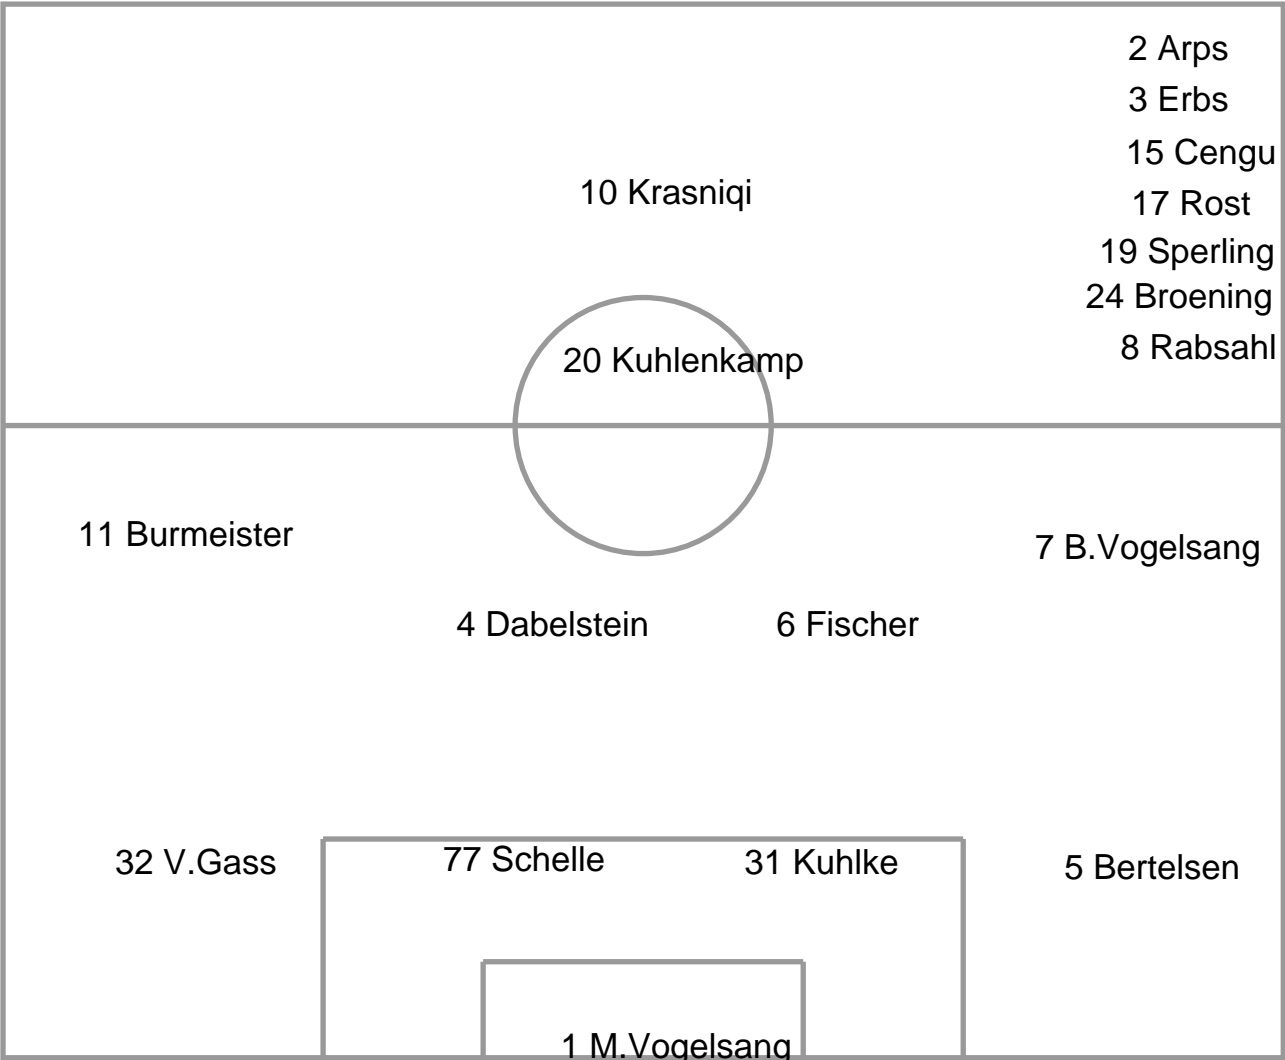 2 Arps
3 Erbs
15 Cengu
10 Krasniqi
17 Rost
19 Sperling
24 Broening
8 Rabsahl
20 Kuhlenkamp
11 Burmeister
7 B.Vogelsang
4 Dabelstein
6 Fischer
32 V.Gass
77 Schelle
31 Kuhlke
5 Bertelsen
1 M.Vogelsang